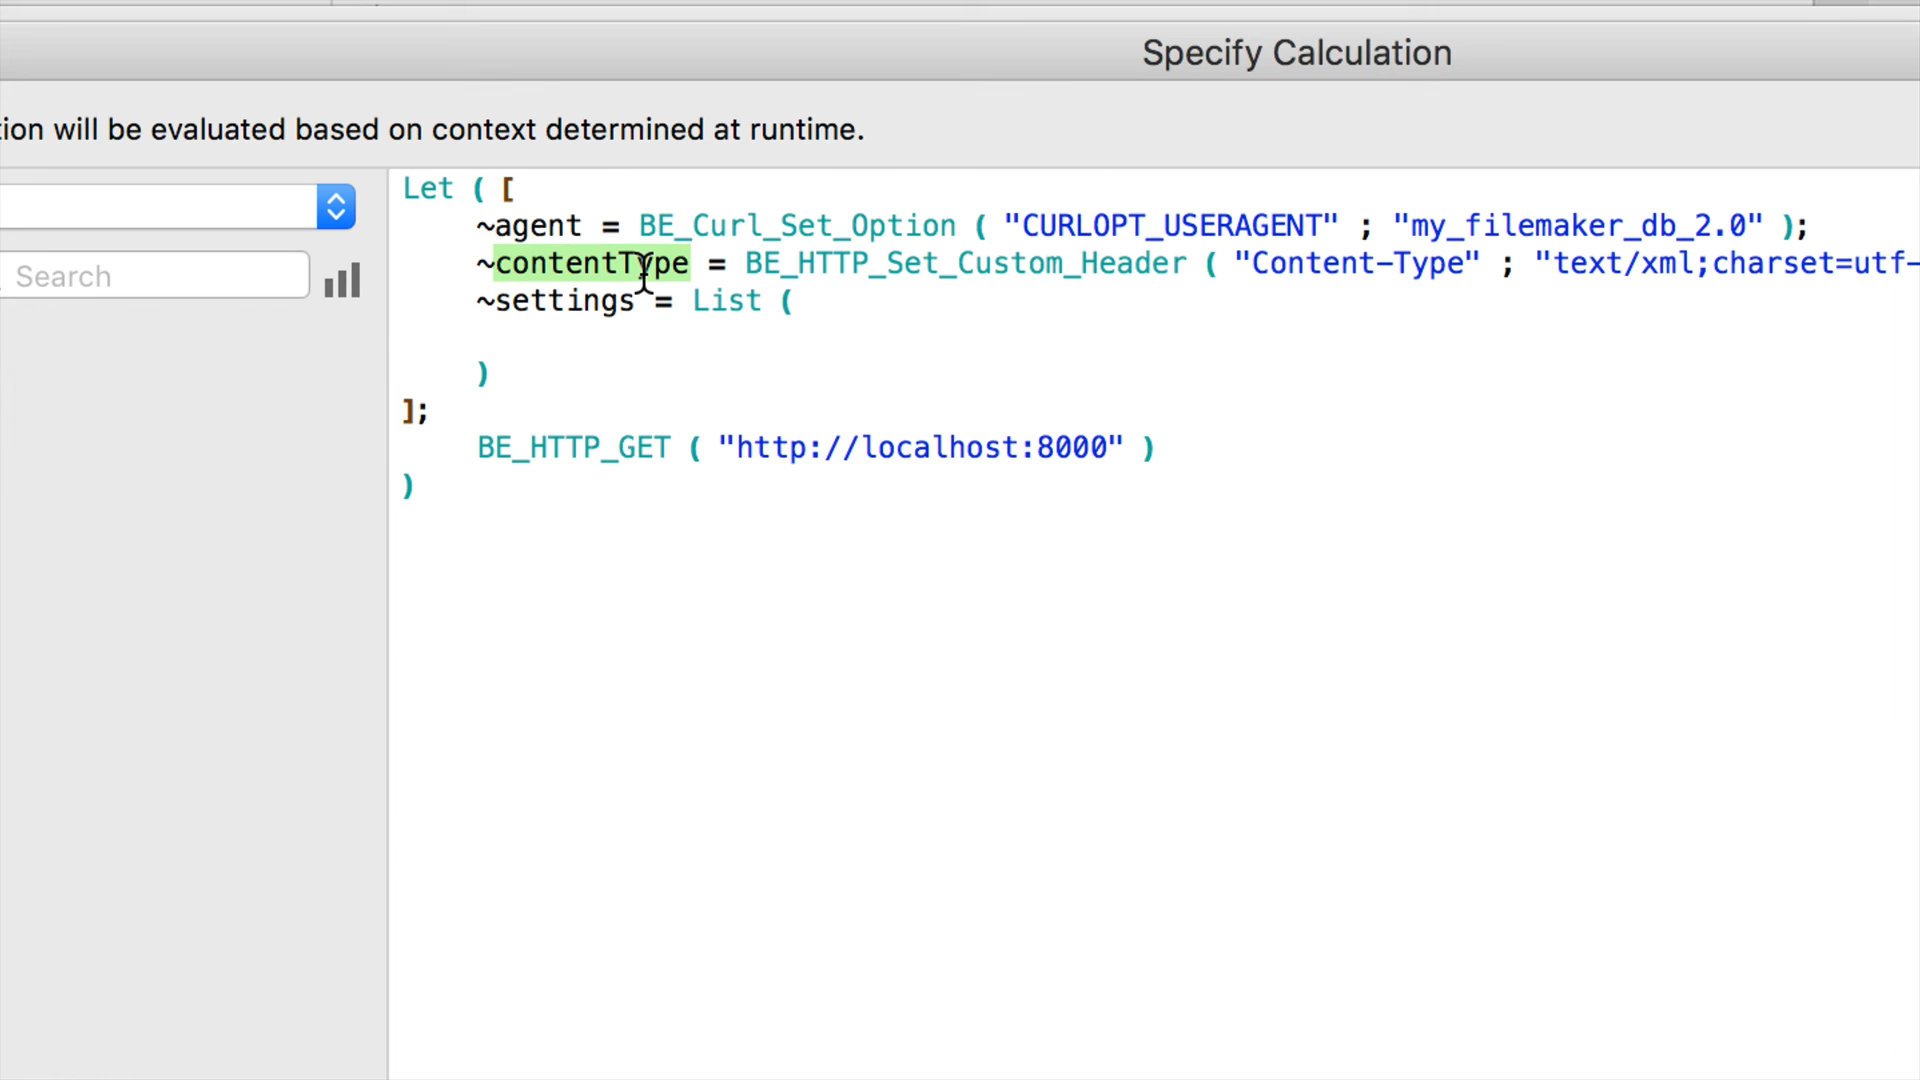 Specify Calculation
tion will be evaluated based on context determined at runtime.
Search
Let ( [
~agent = BE_Curl_Set_Option ( "CURLOPT_USERAGENT" ; "my_filemaker_db_2.0" );
~contentType = BE_HTTP_Set_Custom_Header ( "Content-Type" ; "text/xml;charset=utf-
~settings = List (
)
];
BE_HTTP_GET ( "http://localhost:8000" )
)